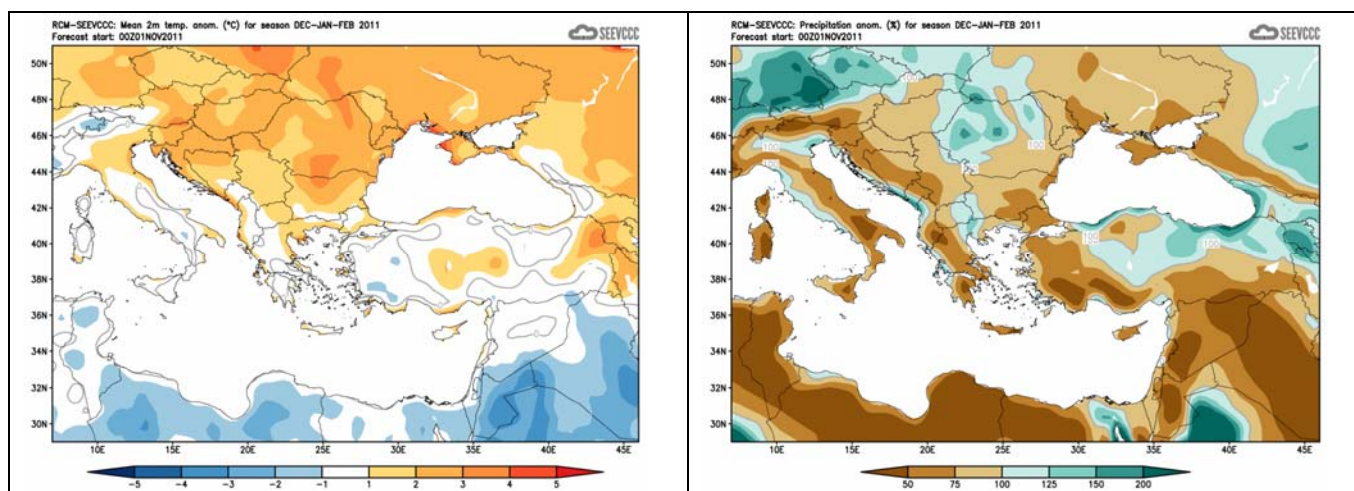 RCM-SEEVCCC: Mean 2m temp. anom. (°C) for season DEC-JAN-FEB 2011
Forecast start: 00Z01NOV2011
SEEVCCC
50N
48N
46N
44N
42N
40N
38N
36N
34N
32N
30N
10E
15E
20E
25E
30E
35E
40E
45E
-5
-4
-3
-2
-1
1
2
3
4
5
RCM-SEEVCCC: Precipitation anom. (%) for season DEC-JAN-FEB 2011
Forecast start: 00Z01NOV2011
SEEVCCC
50N
48N
46N
44N
42N
40N
38N
36N
34N
32N
30N
100
100
100
100
100
100
10E
15E
20E
25E
30E
35E
40E
45E
50
75
100
125
150
200